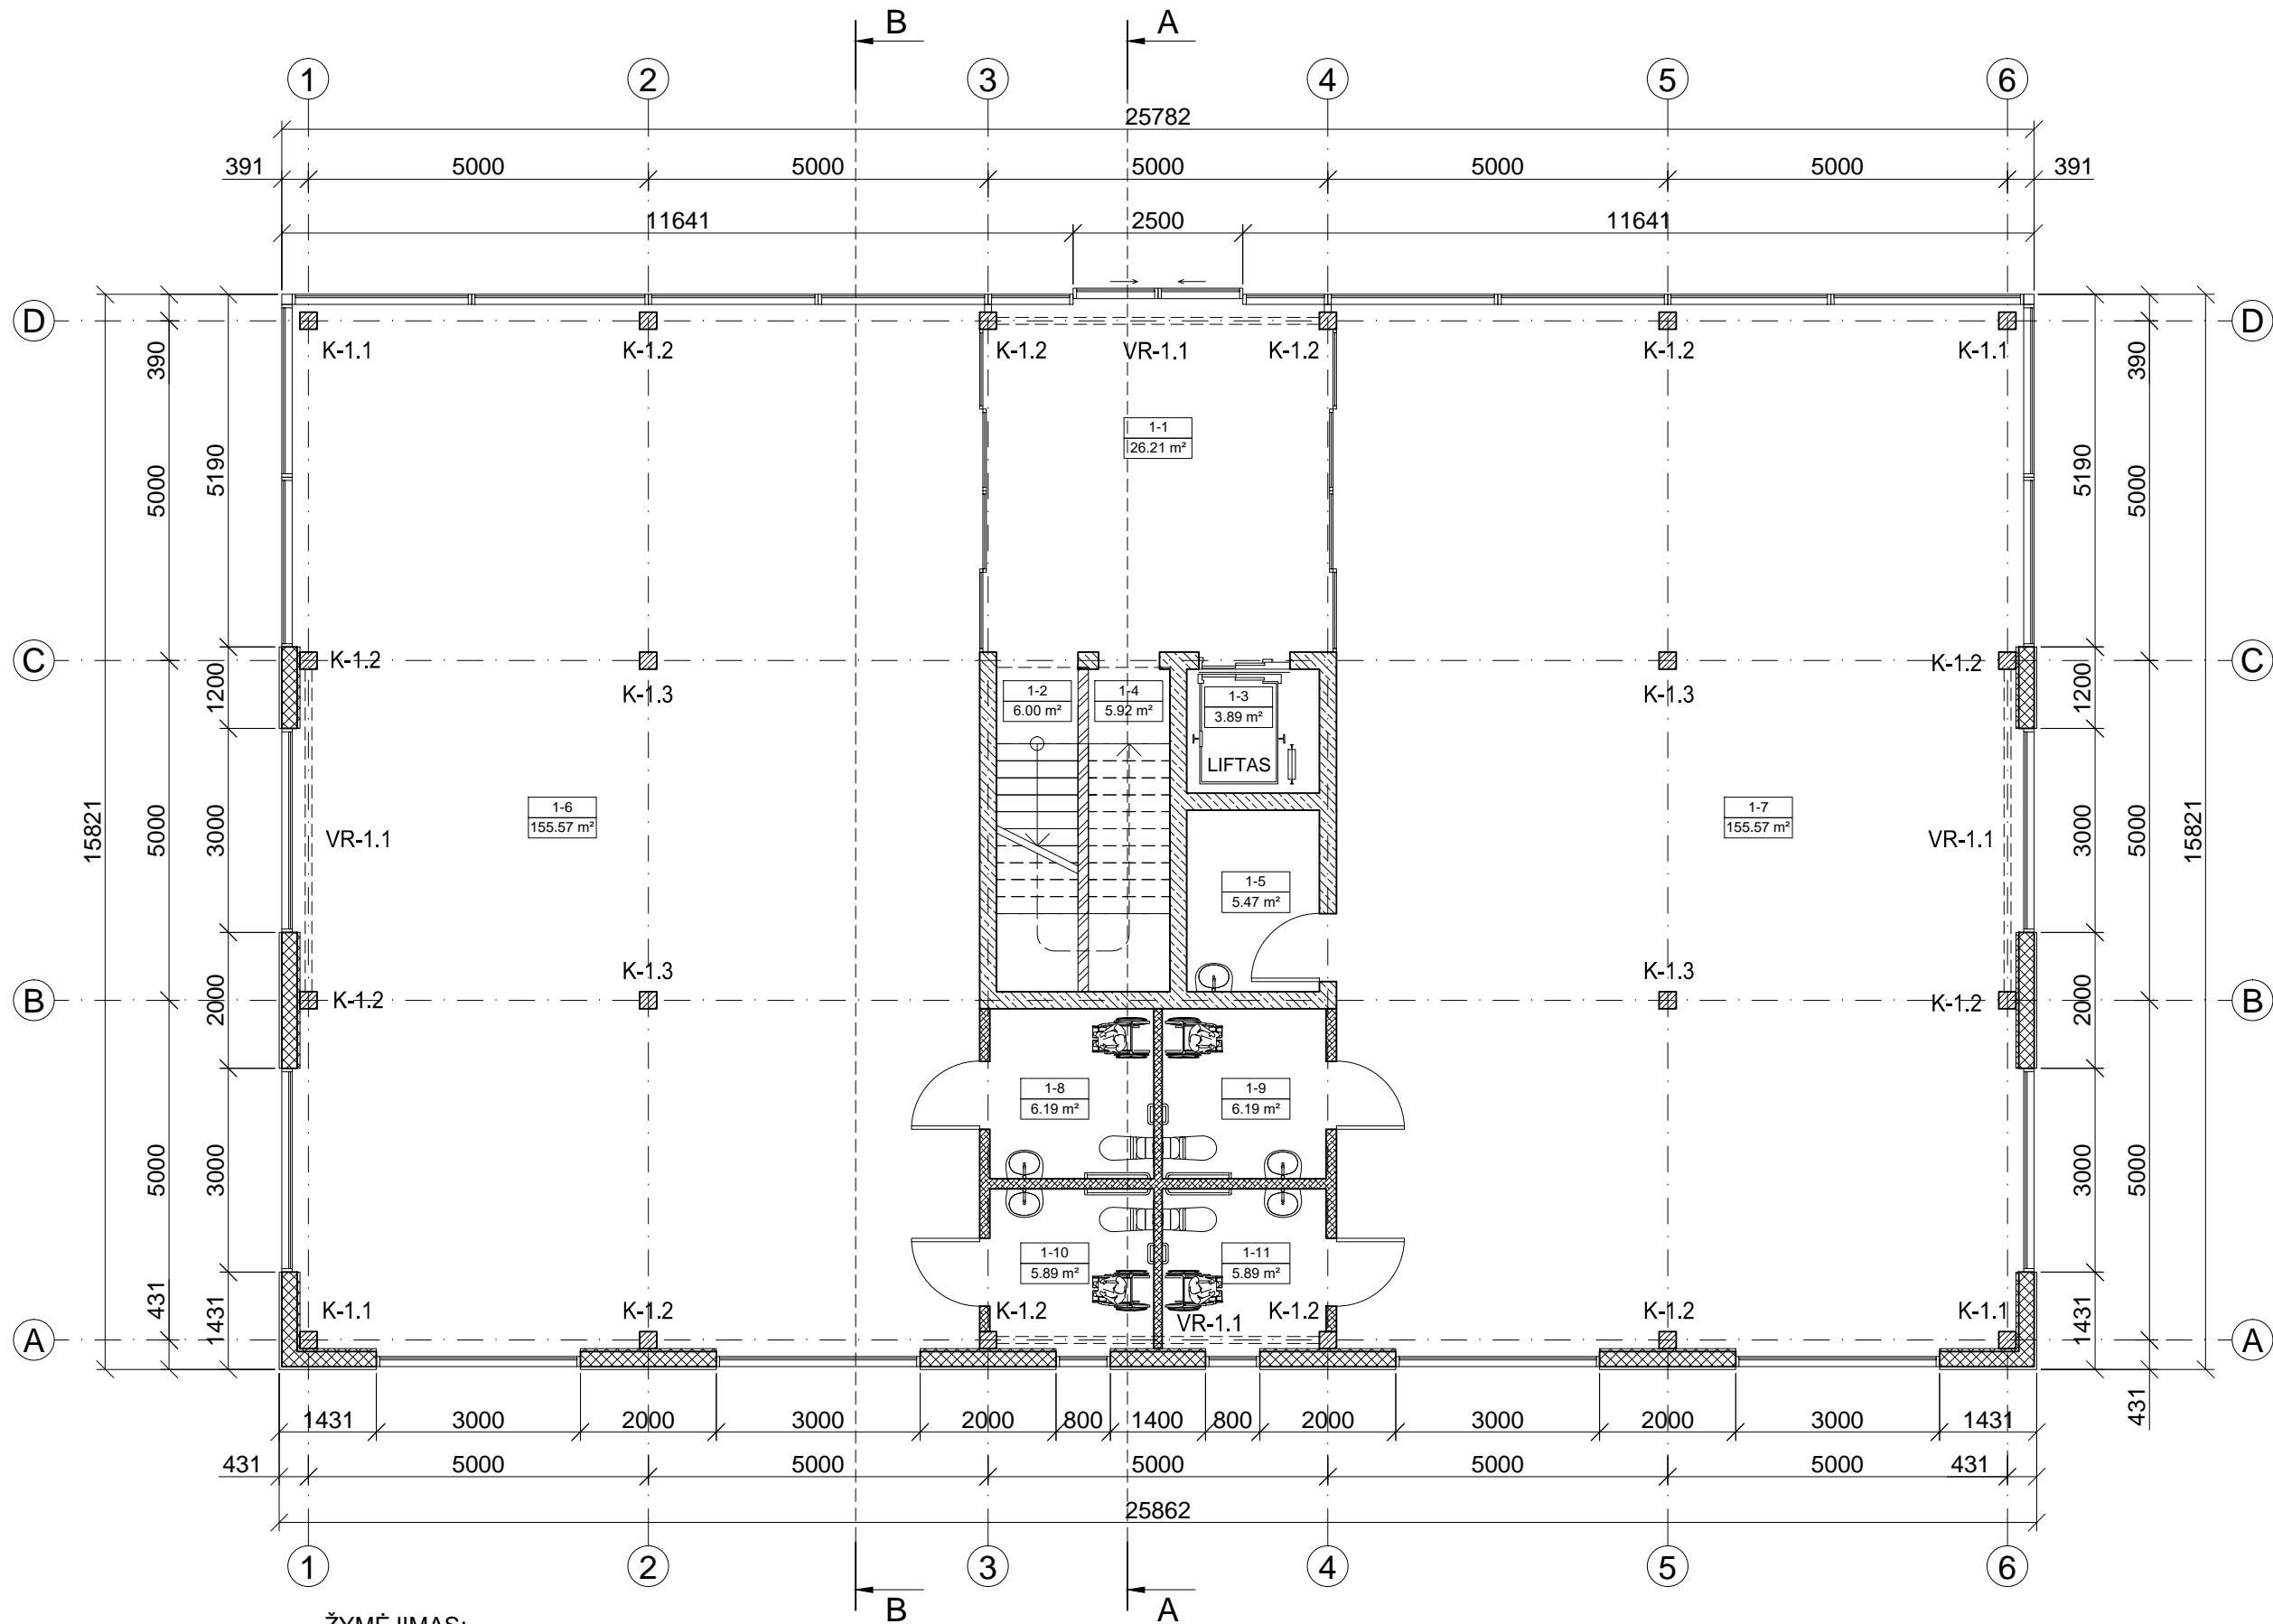 B A
1 2 3 4 5 6
25782
391 5000 5000 5000 5000 5000 391
11641 2500 11641
D D
K-1.1 K-1.2 K-1.2 VR-1.1 K-1.2 K-1.2 K-1.1
390 390
1-1
26.21 m²
5000 5190 5190 5000
C K-1.2 K-1.2 C
K-1.3 K-1.3
1200 1200
1-2 1-4 1-3
6.00 m² 5.92 m² 3.89 m²
LIFTAS
1-6 1-7
155.57 m² 155.57 m²
15821 5000 3000 VR-1.1 VR-1.1 3000 5000 15821
1-5
5.47 m²
K-1.3 K-1.3
B K-1.2 K-1.2 B
2000 2000
1-8 1-9
6.19 m² 6.19 m²
5000 3000 3000 5000
1-10 1-11
5.89 m² 5.89 m²
431 1431 1431
K-1.1 K-1.2 K-1.2 VR-1.1 K-1.2 K-1.2 K-1.1
A A
431
1431 3000 2000 3000 2000 800 1400 800 2000 3000 2000 3000 1431
431 5000 5000 5000 5000 5000 431
25862
1 2 3 4 5 6
B A
ŽYMĖJIMAS: